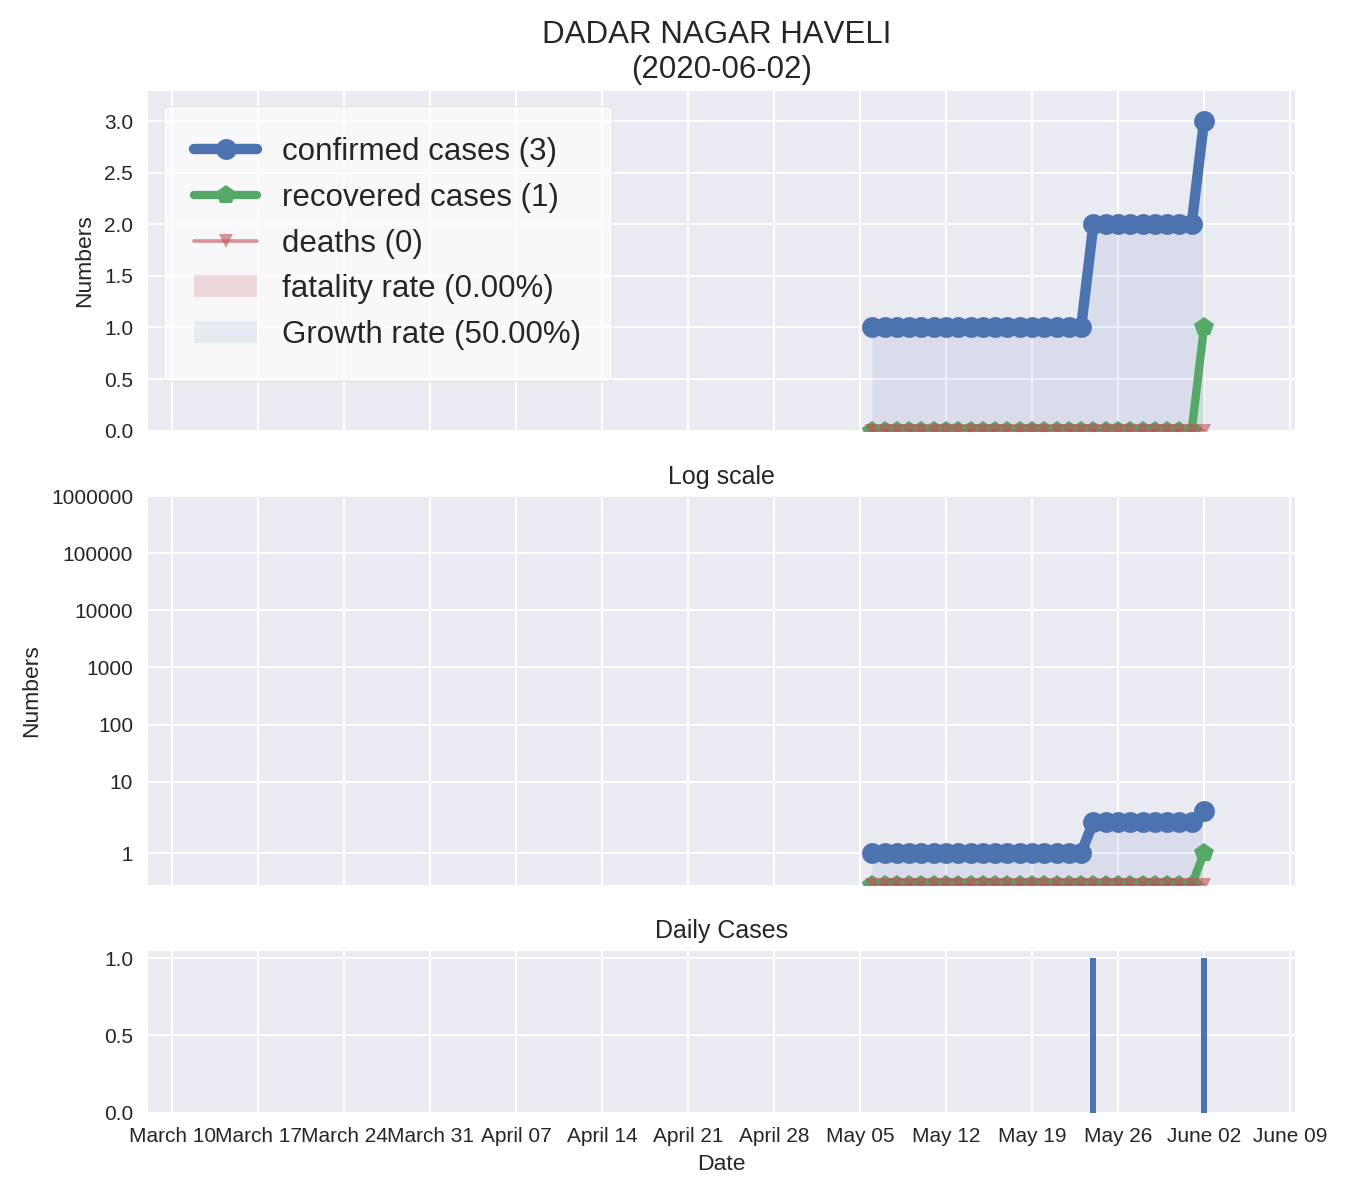 DADAR NAGAR HAVELI
(2020-06-02)
Numbers
3.0
2.5
2.0
1.5
1.0
0.5
0.0
confirmed cases (3)
recovered cases (1)
deaths (0)
fatality rate (0.00%)
Growth rate (50.00%)
Log scale
Numbers
1000000
100000
10000
1000
100
10
1
Daily Cases
1.0
0.5
0.0
March 10 March 17 March 24 March 31 April 07 April 14 April 21 April 28 May 05 May 12 May 19 May 26 June 02 June 09
Date